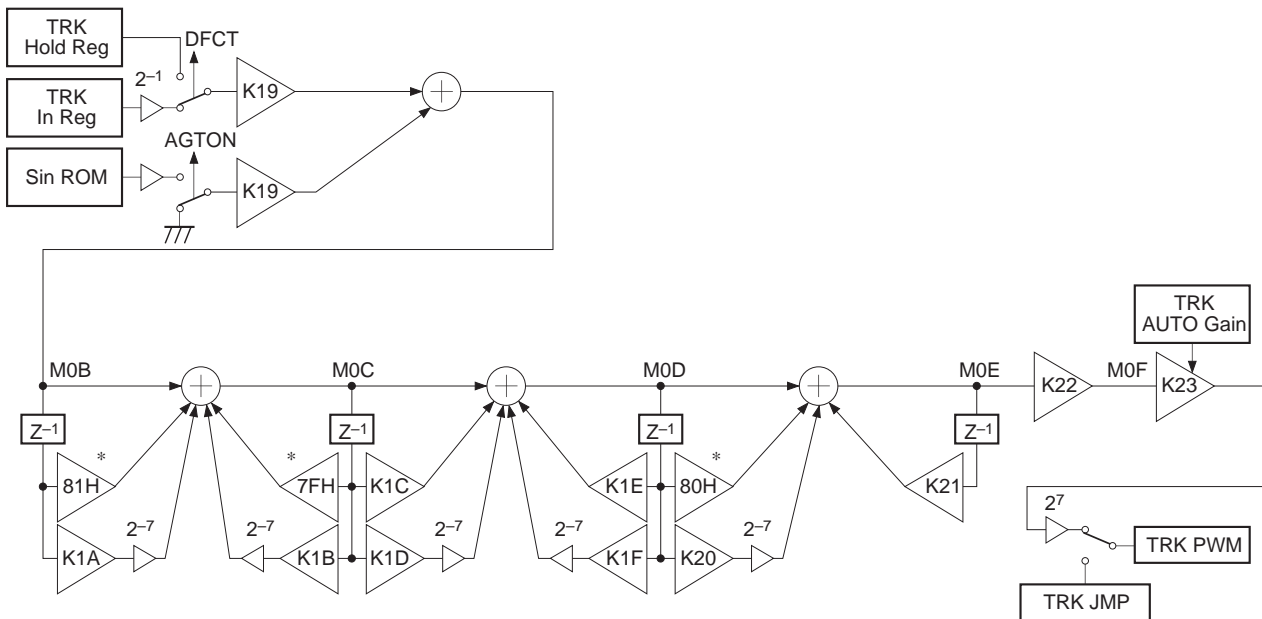 TRK
Hold Reg
DFCT
2–1
K19
TRK
In Reg
AGTON
Sin ROM
K19
TRK
AUTO Gain
M0B
M0C
M0D
M0E
K22
M0F
K23
Z–1
Z–1
Z–1
Z–1
*
*
*
81H
7FH
K1C
K1E
80H
K21
2–7
2–7
2–7
2–7
2–7
K1A
K1B
K1D
K1F
K20
27
TRK PWM
TRK JMP